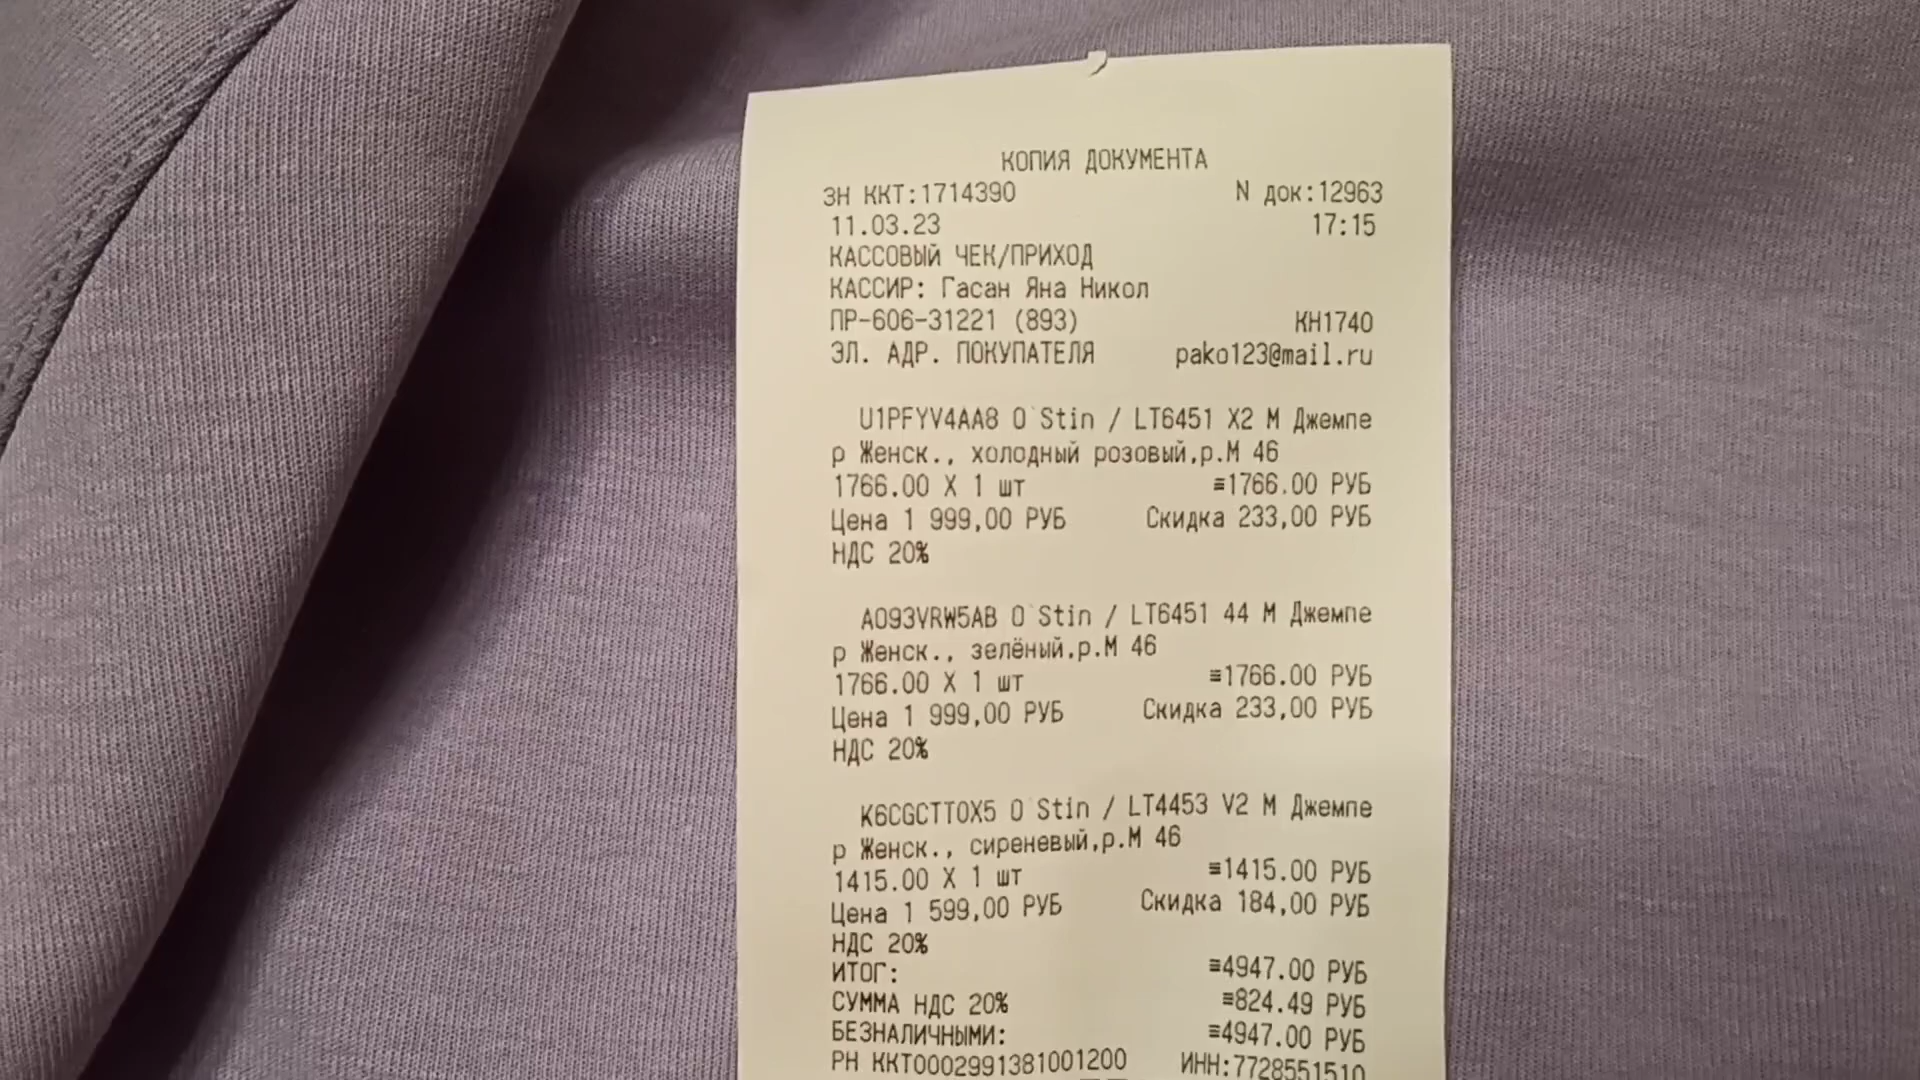 КОПИЯ ДОКУМЕНТА
ЗН ККТ:1714390 N док:12963
11.03.23 17:15
КАССОВЫЙ ЧЕК/ПРИХОД
КАССИР: Гасан Яна Никол
ПР-606-31221 (893) КН1740
ЭЛ. АДР. ПОКУПАТЕЛЯ pako123@mail.ru
U1PFYV4AA8 O`Stin / LT6451 X2 M Джемпе
р Женск., холодный розовый,р.М 46
1766.00 X 1 шт ≡1766.00 РУБ
Цена 1 999,00 РУБ Скидка 233,00 РУБ
НДС 20%
A093VRW5AB O`Stin / LT6451 44 M Джемпе
р Женск., зелёный,р.М 46
1766.00 X 1 шт ≡1766.00 РУБ
Цена 1 999,00 РУБ Скидка 233,00 РУБ
НДС 20%
K6CGCTT0X5 O`Stin / LT4453 V2 M Джемпе
р Женск., сиреневый,р.М 46
1415.00 X 1 шт ≡1415.00 РУБ
Цена 1 599,00 РУБ Скидка 184,00 РУБ
НДС 20%
ИТОГ: ≡4947.00 РУБ
СУММА НДС 20% ≡824.49 РУБ
БЕЗНАЛИЧНЫМИ: ≡4947.00 РУБ
РН ККТ0002991381001200 ИНН:7728551510